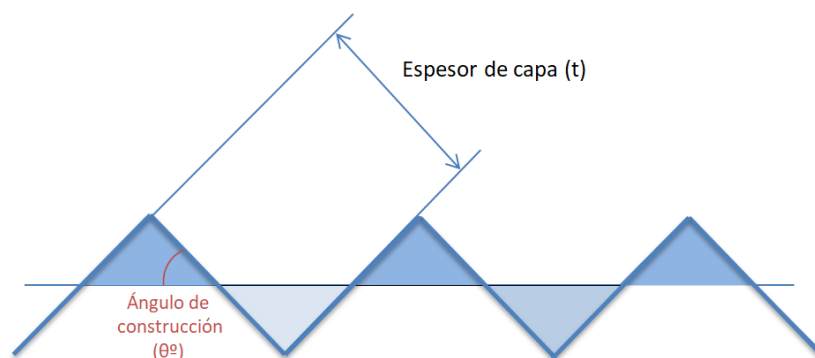 Espesor de capa (t)
Ángulo de
construcción
(θº)